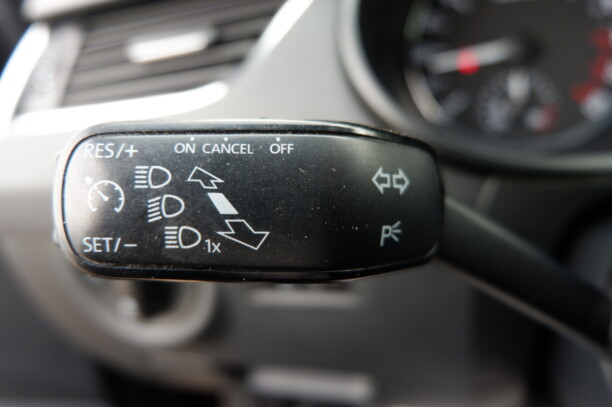 RES/+ ON CANCEL OFF
1x
SET/-
P